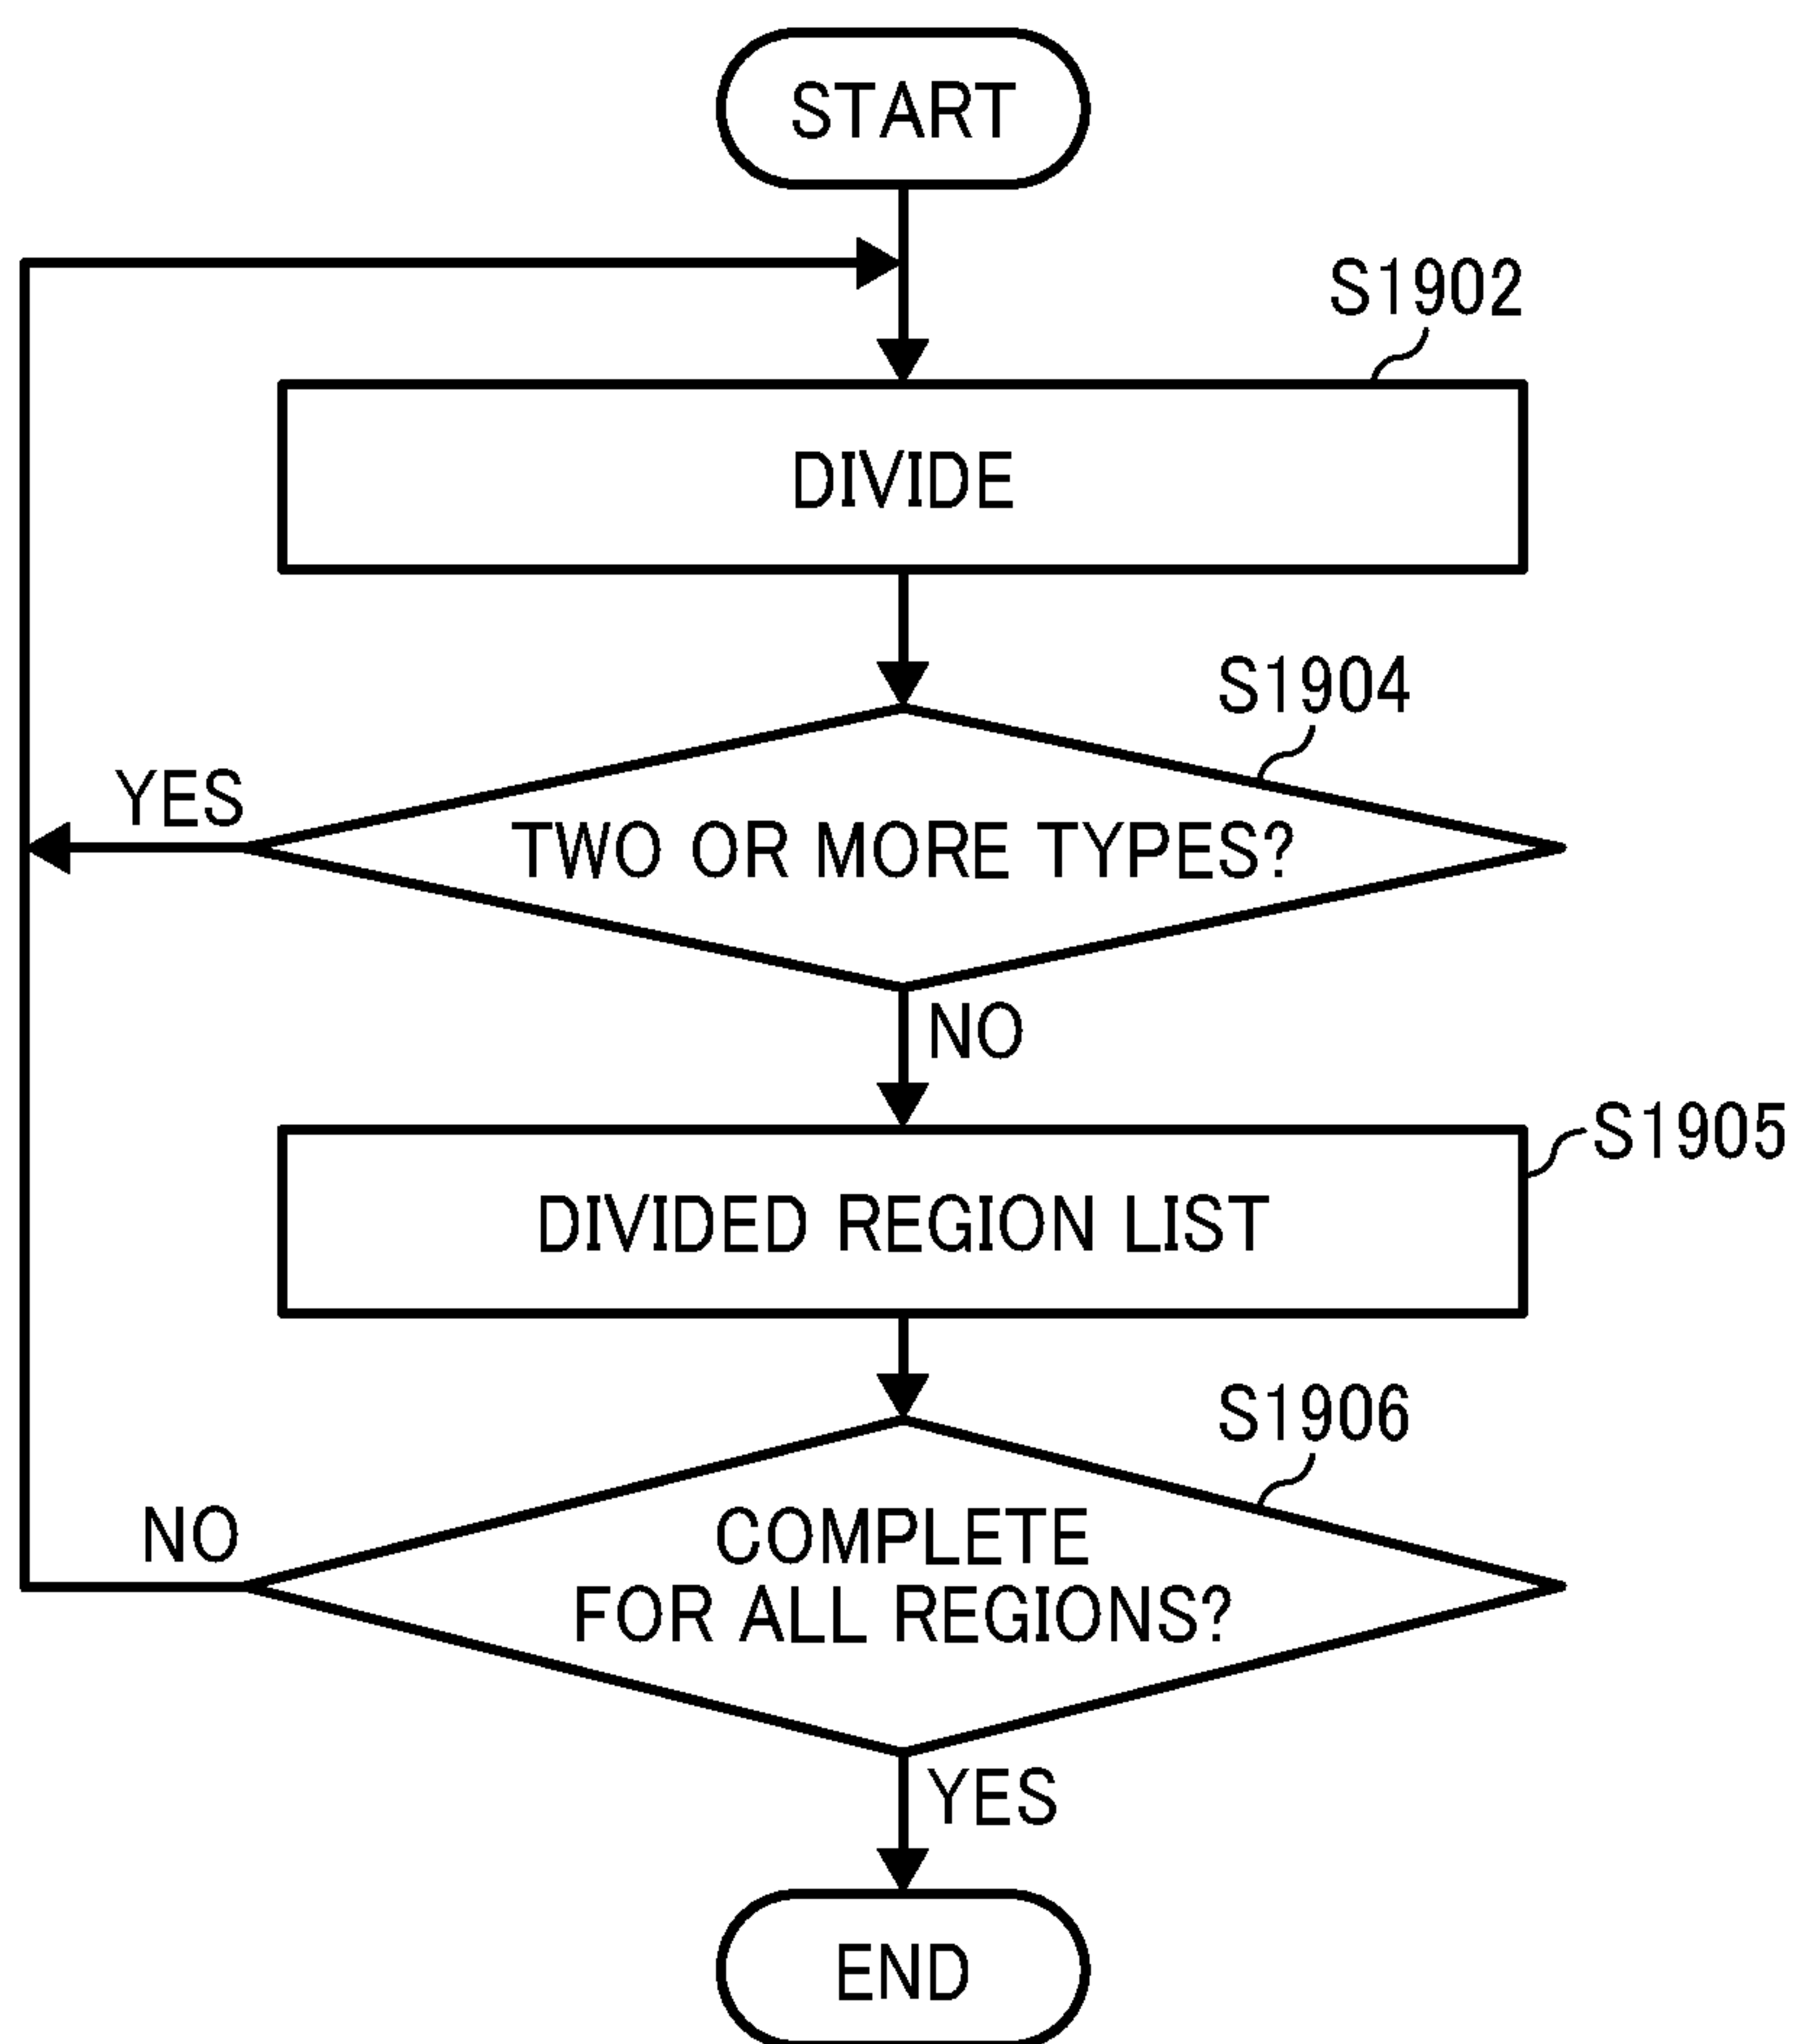 START
S1902
DIVIDE
S1904
YES
TWO OR MORE TYPES?
NO
S1905
DIVIDED REGION LIST
S1906
NO
COMPLETE
FOR ALL REGIONS?
YES
END